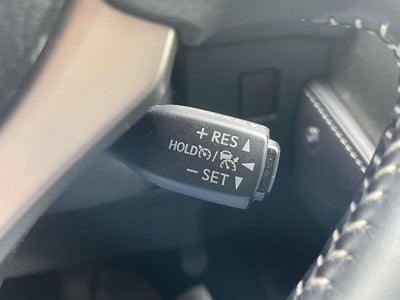 + RES ▲
HOLD / ◀
− SET ▼